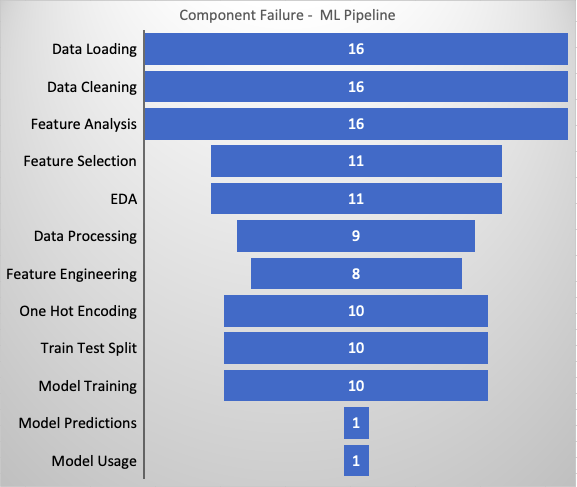 Component Failure -  ML Pipeline
Data Loading 16
Data Cleaning 16
Feature Analysis 16
Feature Selection 11
EDA 11
Data Processing 9
Feature Engineering 8
One Hot Encoding 10
Train Test Split 10
Model Training 10
Model Predictions 1
Model Usage 1